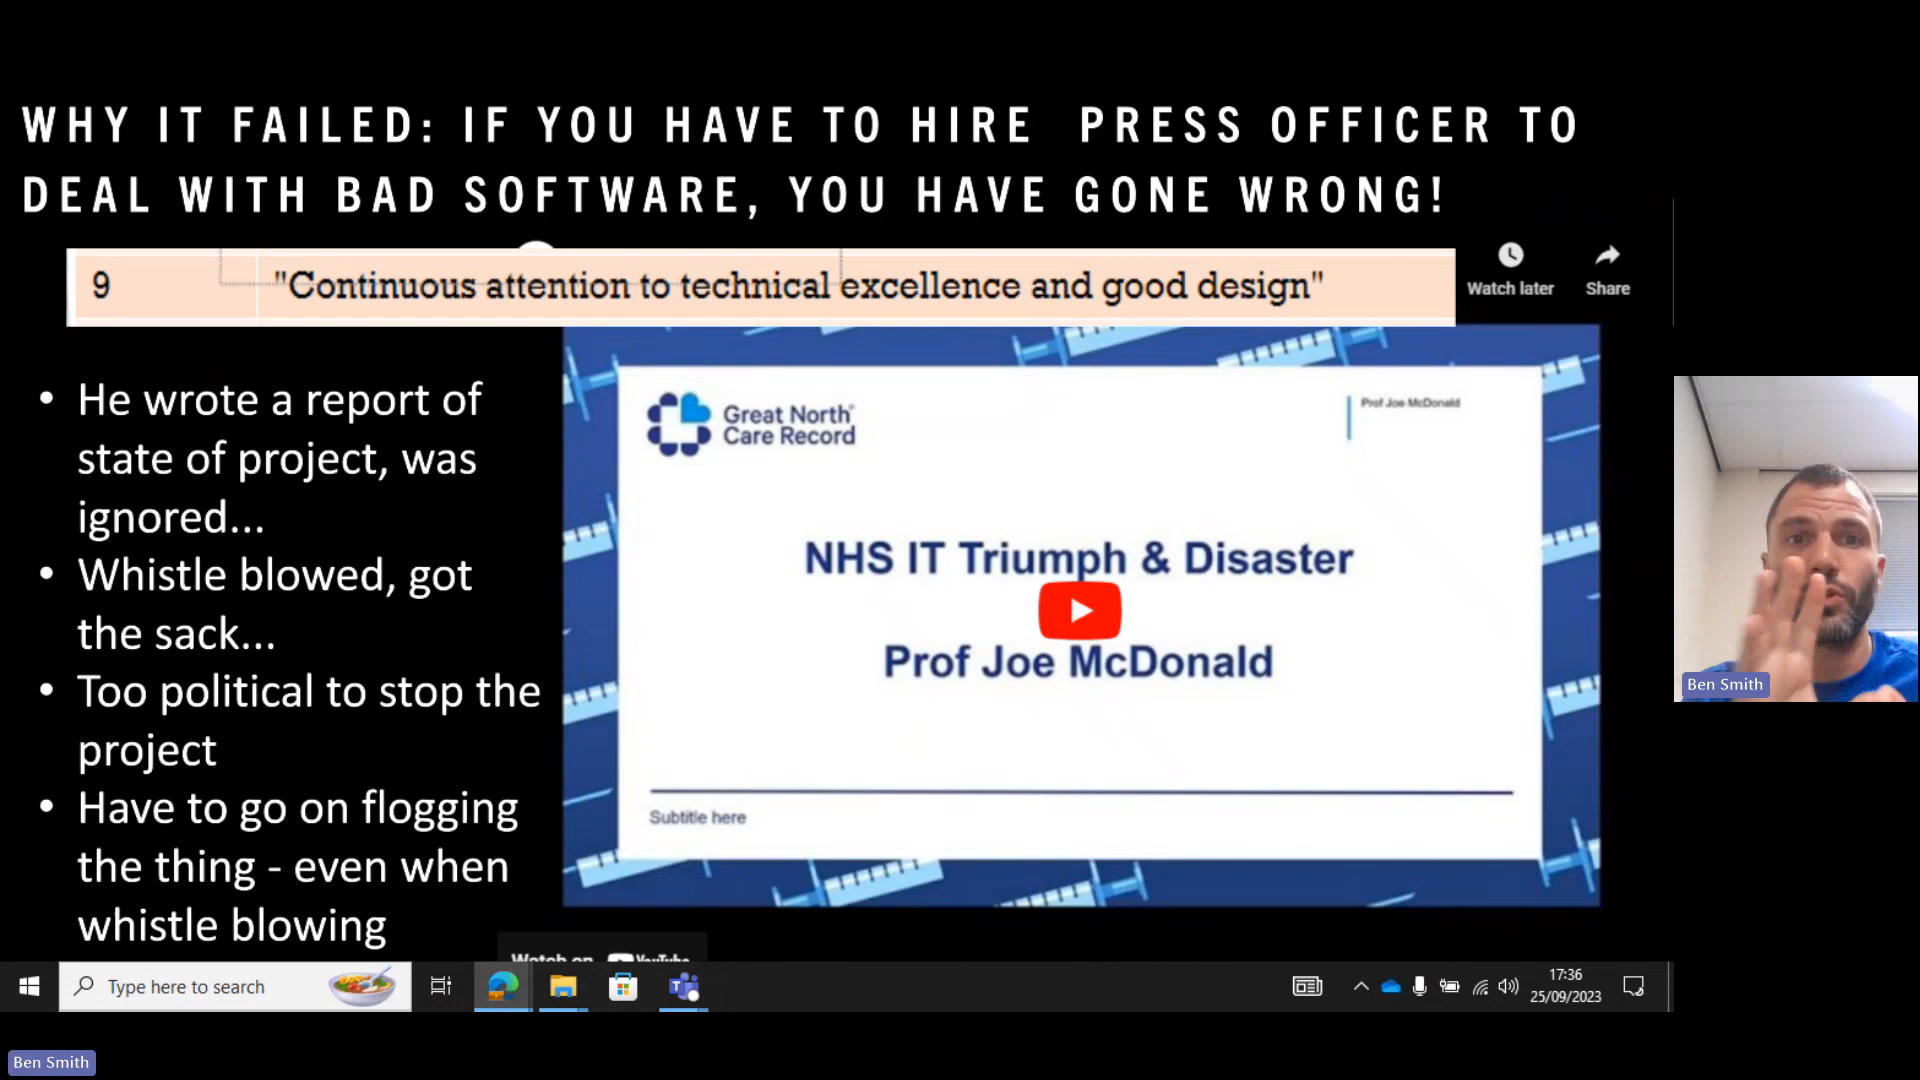 WHY IT FAILED: IF YOU HAVE TO HIRE PRESS OFFICER TO
DEAL WITH BAD SOFTWARE, YOU HAVE GONE WRONG!
9 "Continuous attention to technical excellence and good design"
Watch later Share
• He wrote a report of
state of project, was
ignored...
• Whistle blowed, got
the sack...
• Too political to stop the
project
• Have to go on flogging
the thing - even when
whistle blowing
Great North
Care Record
Prof Joe McDonald
NHS IT Triumph & Disaster
Prof Joe McDonald
Subtitle here
Watch on YouTube
Ben Smith
Type here to search
17:36
25/09/2023
Ben Smith